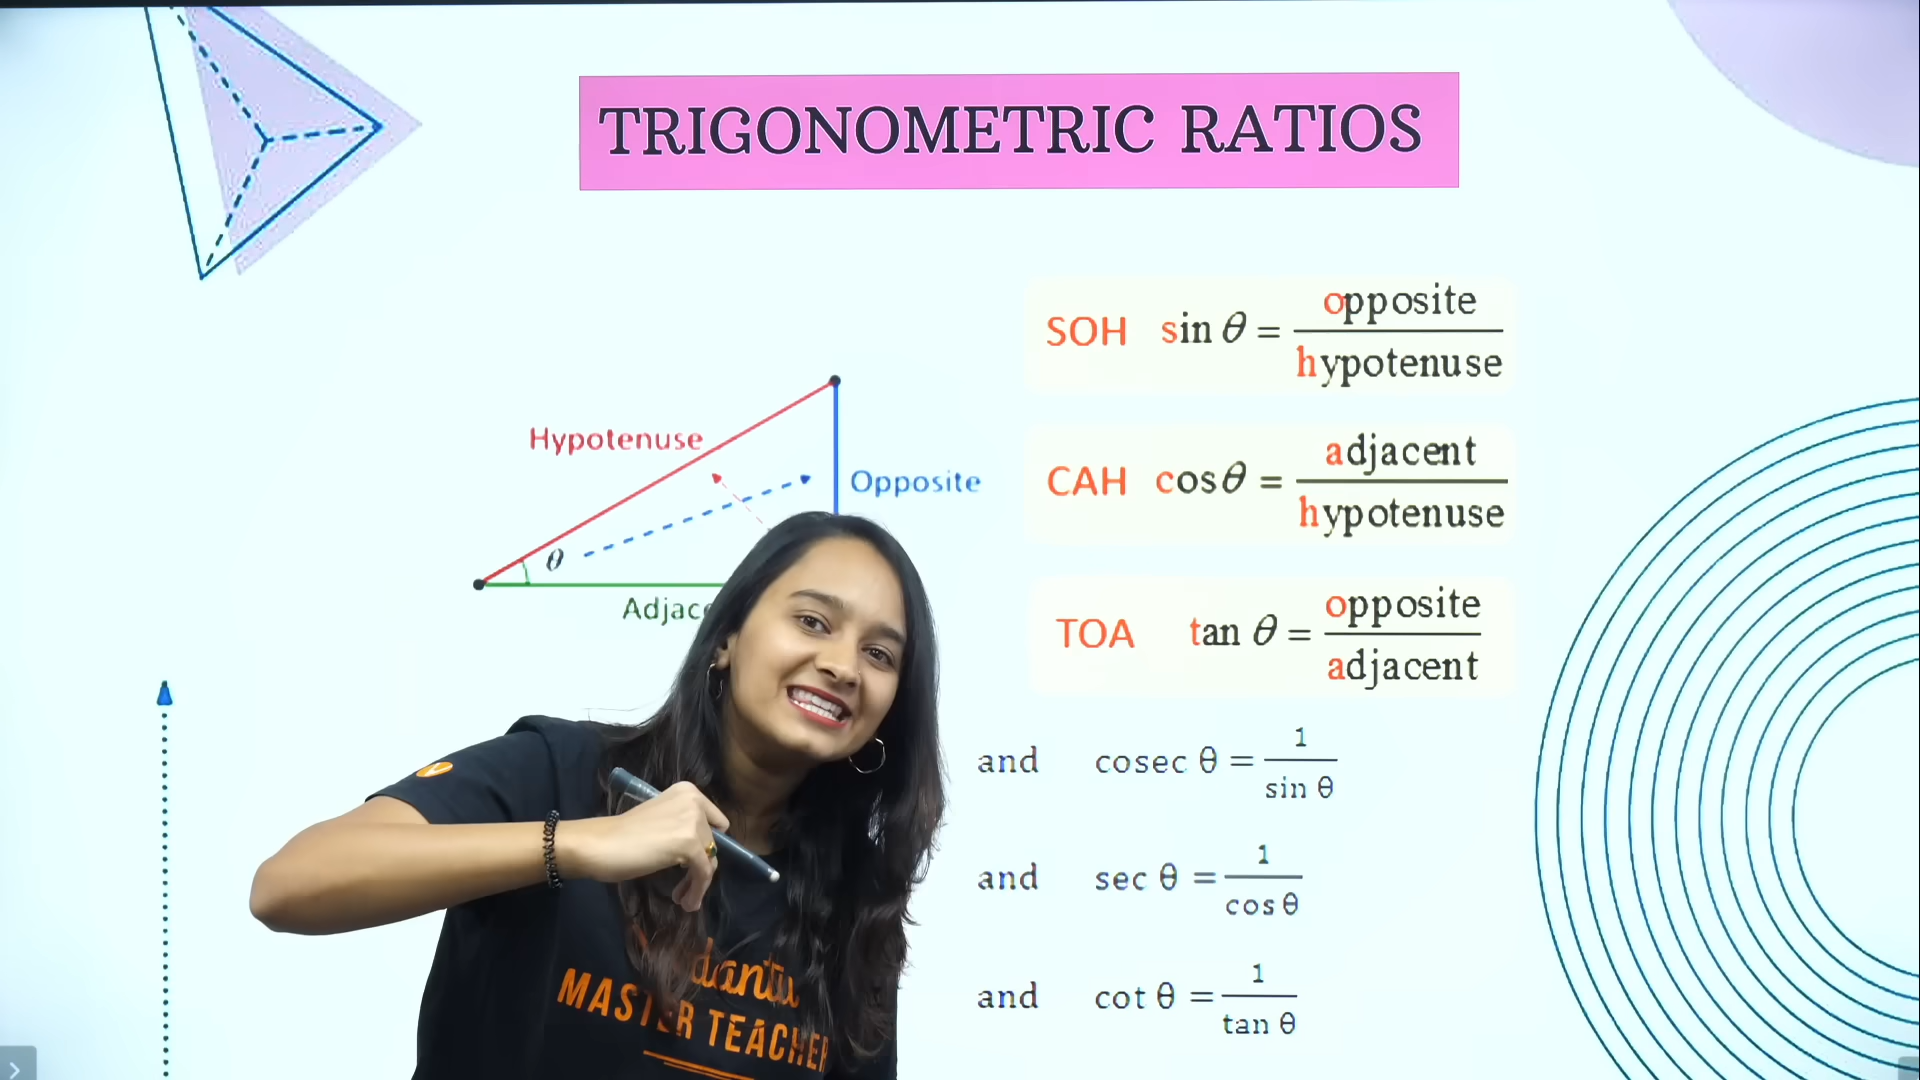 TRIGONOMETRIC RATIOS
SOH sin θ = opposite / hypotenuse
Hypotenuse
Opposite
CAH cos θ = adjacent / hypotenuse
θ
TOA tan θ = opposite / adjacent
and cosec θ = 1 / sin θ
and sec θ = 1 / cos θ
and cot θ = 1 / tan θ
MASTER TEACHER